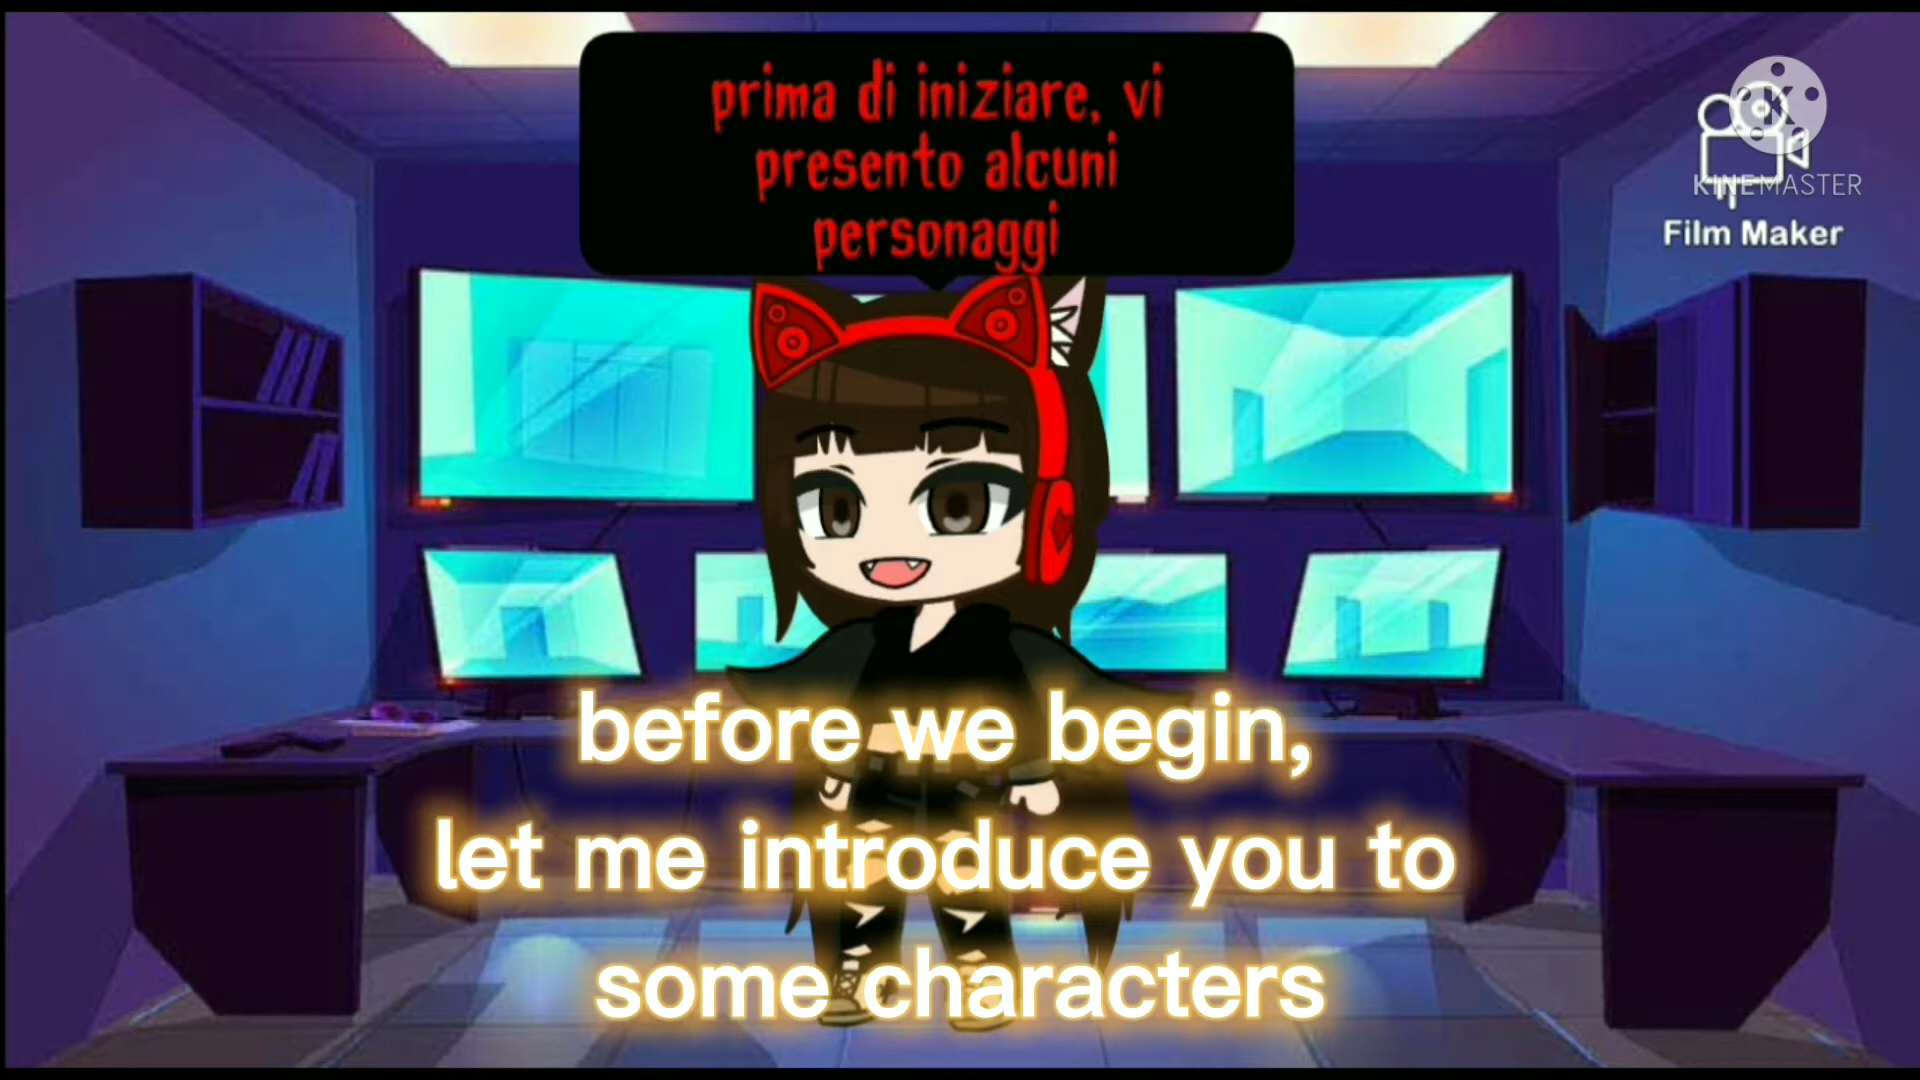 prima di iniziare, vi
presento alcuni
personaggi
KINEMASTER
Film Maker
before we begin,
let me introduce you to
some characters